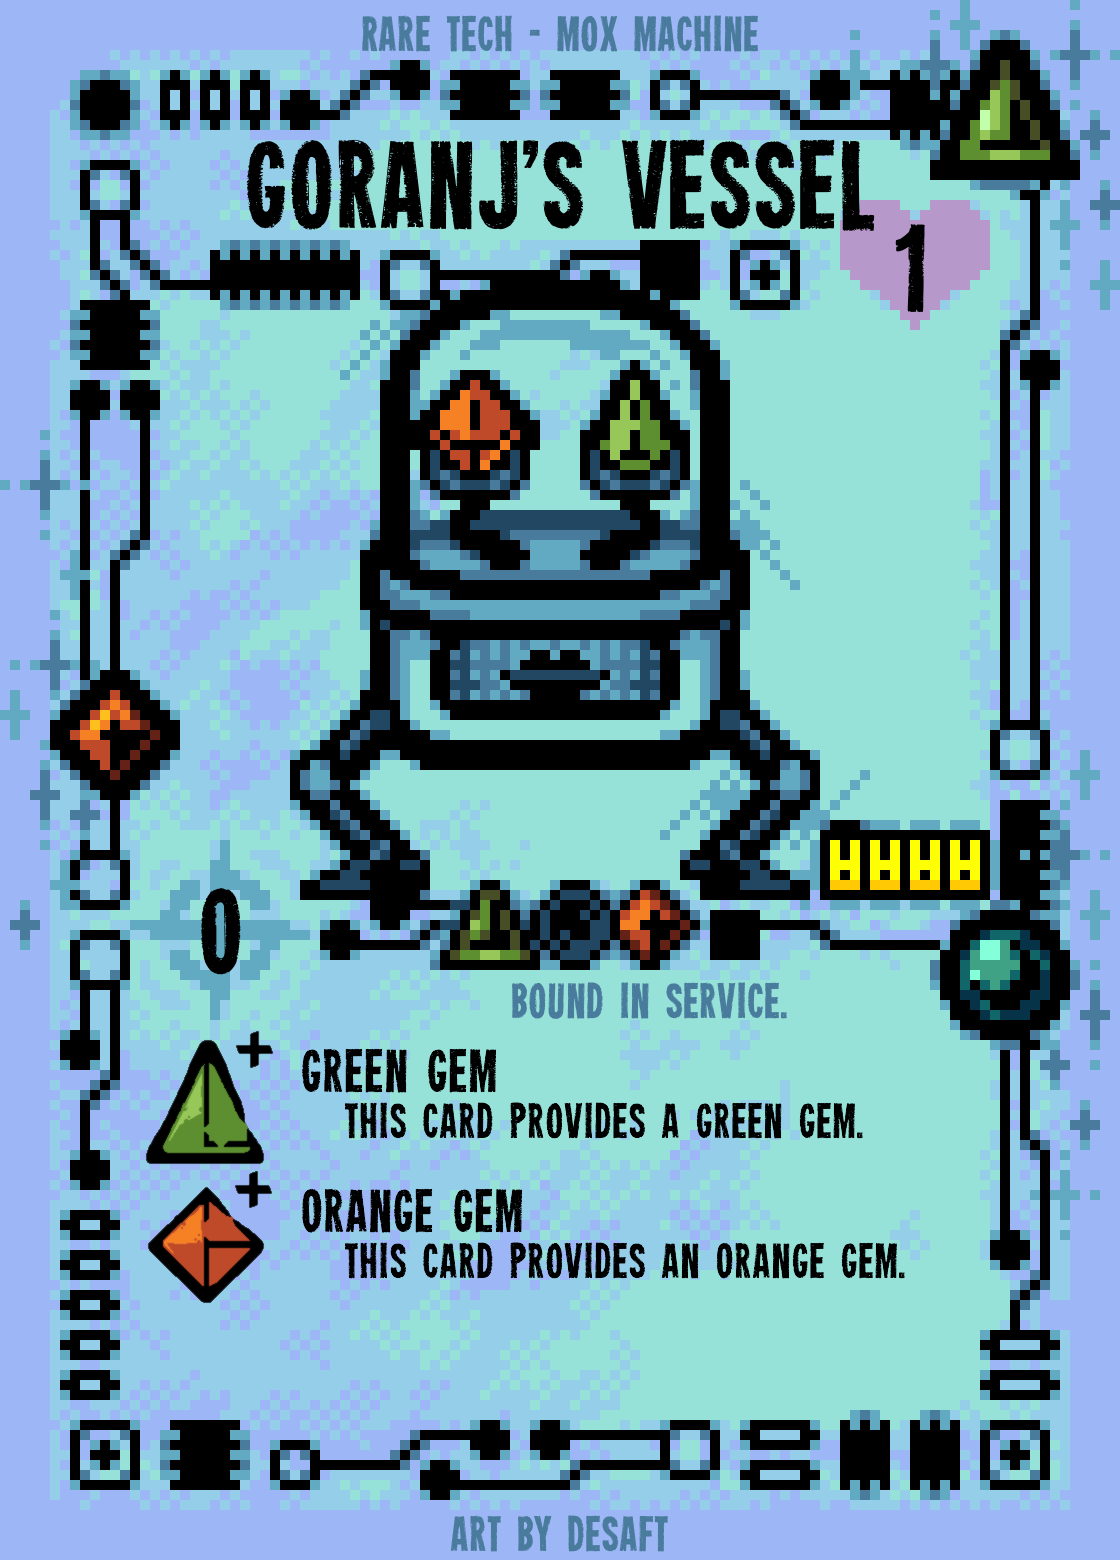 RARE TECH - MOX MACHINE
GORANJ'S VESSEL
1
0
BOUND IN SERVICE.
GREEN GEM
THIS CARD PROVIDES A GREEN GEM.
ORANGE GEM
THIS CARD PROVIDES AN ORANGE GEM.
ART BY DESAFT